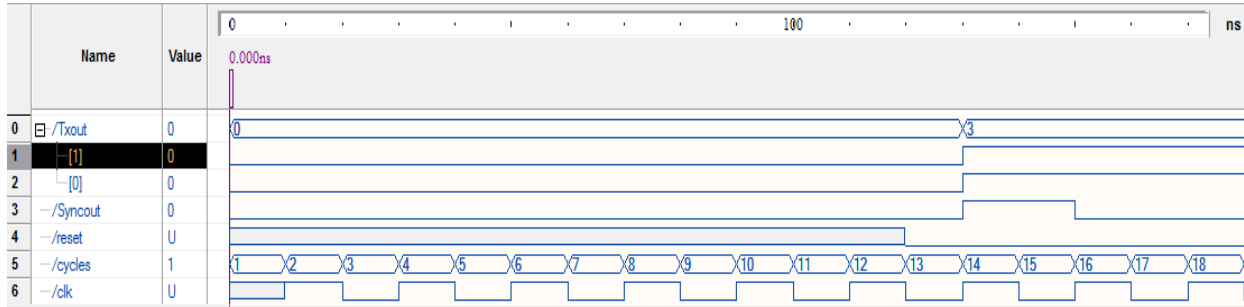 0 100 ns
Name Value 0.000ns
0 /Txout 0 0 3
1 [1] 0
2 [0] 0
3 /Syncout 0
4 /reset U
5 /cycles 1 1 2 3 4 5 6 7 8 9 10 11 12 13 14 15 16 17 18
6 /clk U